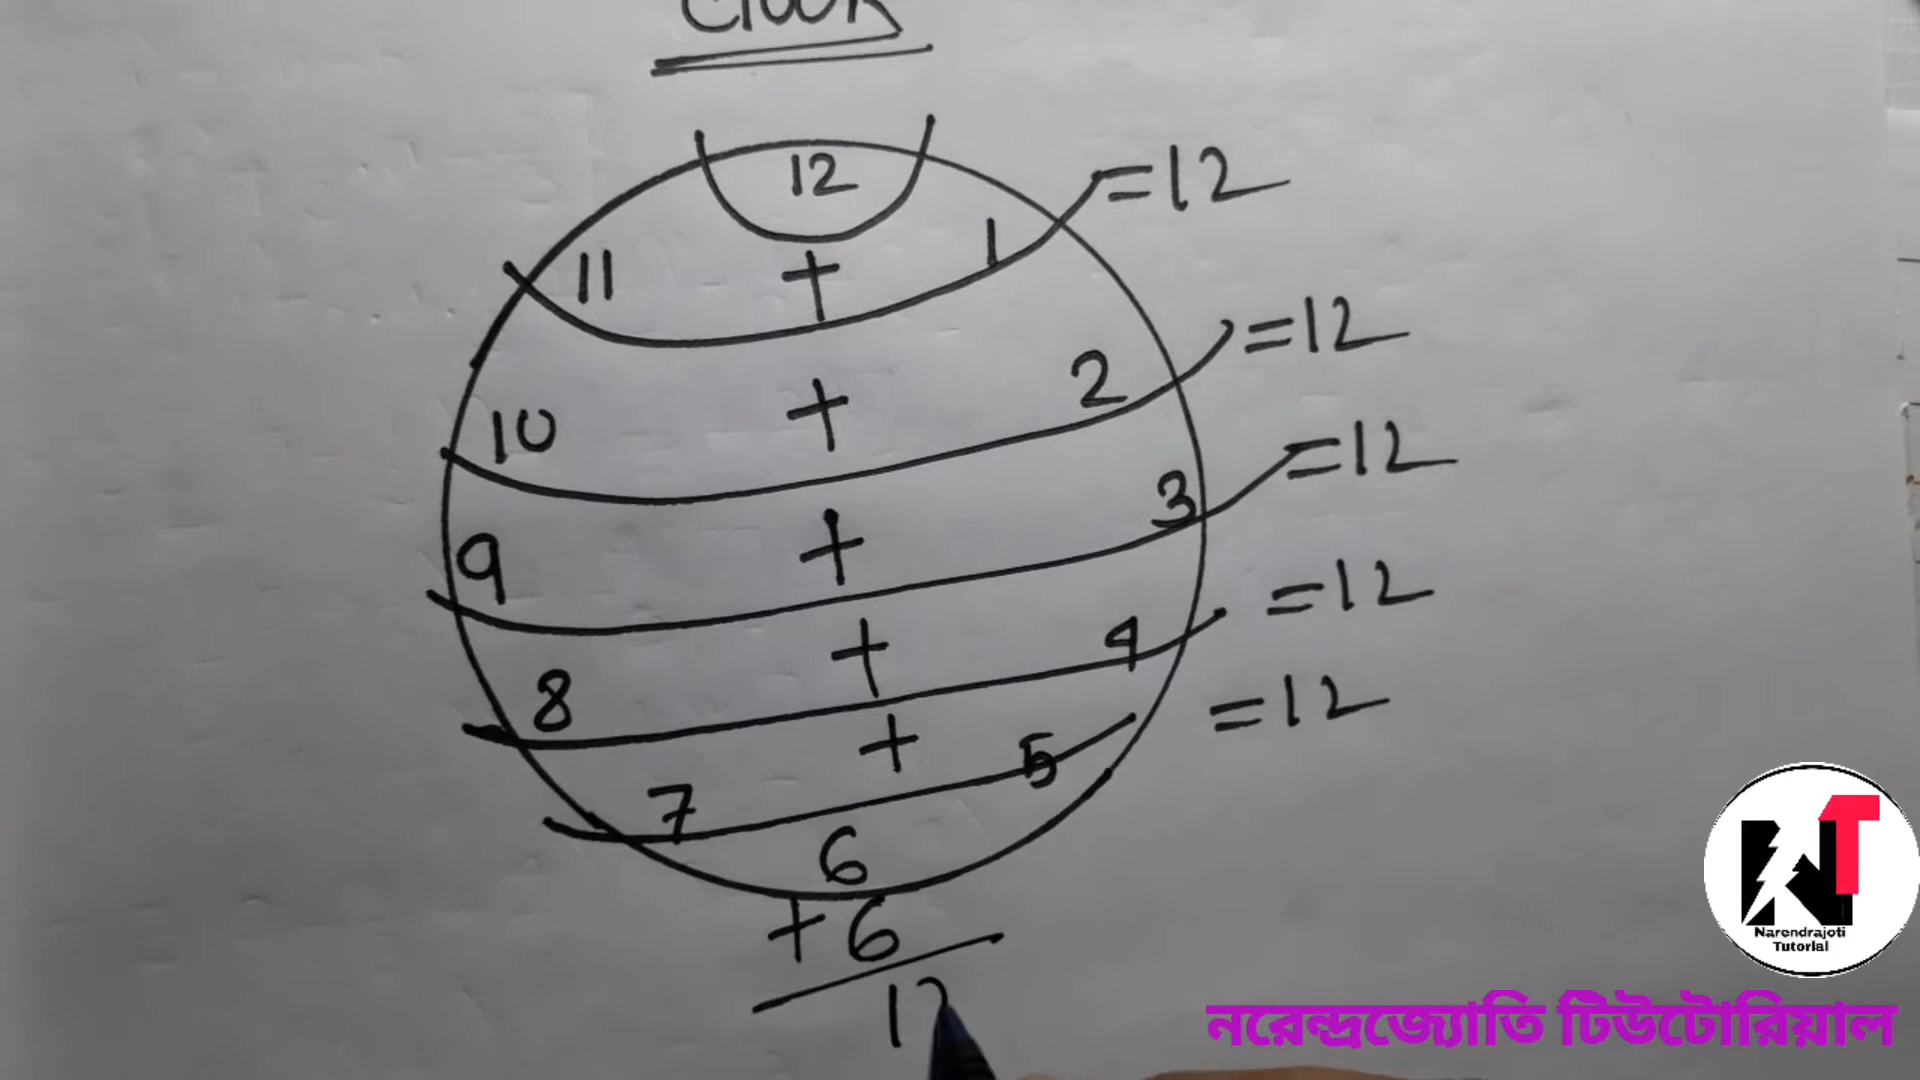 Clock
12
11 + 1 = 12
10 + 2 = 12
9 + 3 = 12
8 + 4 = 12
7 + 5 = 12
6
+ 6
12
NT
Narendrajoti
Tutorial
নরেন্দ্রজ্যোতি টিউটোরিয়াল